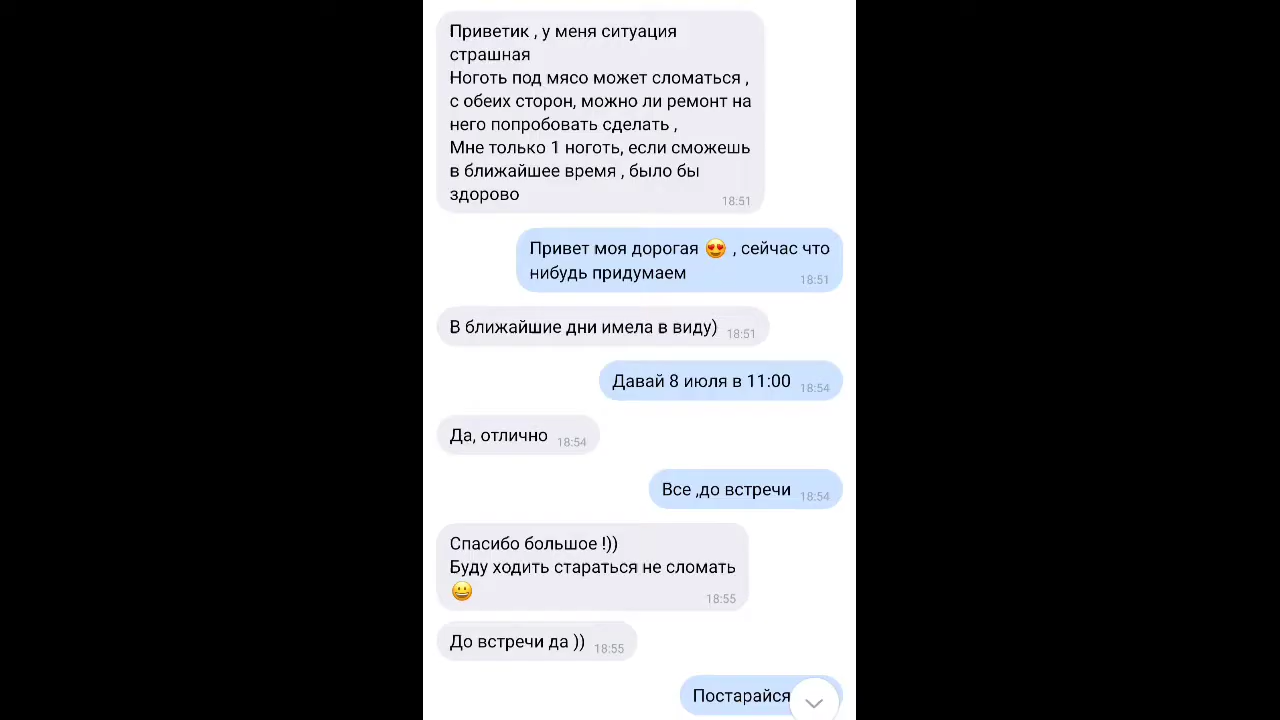 Приветик , у меня ситуация
страшная
Ноготь под мясо может сломаться ,
с обеих сторон, можно ли ремонт на
него попробовать сделать ,
Мне только 1 ноготь, если сможешь
в ближайшее время , было бы
здорово
18:51
Привет моя дорогая 😍 , сейчас что
нибудь придумаем
18:51
В ближайшие дни имела в виду) 18:51
Давай 8 июля в 11:00 18:54
Да, отлично 18:54
Все ,до встречи 18:54
Спасибо большое !))
Буду ходить стараться не сломать
😀
18:55
До встречи да )) 18:55
Постарайся